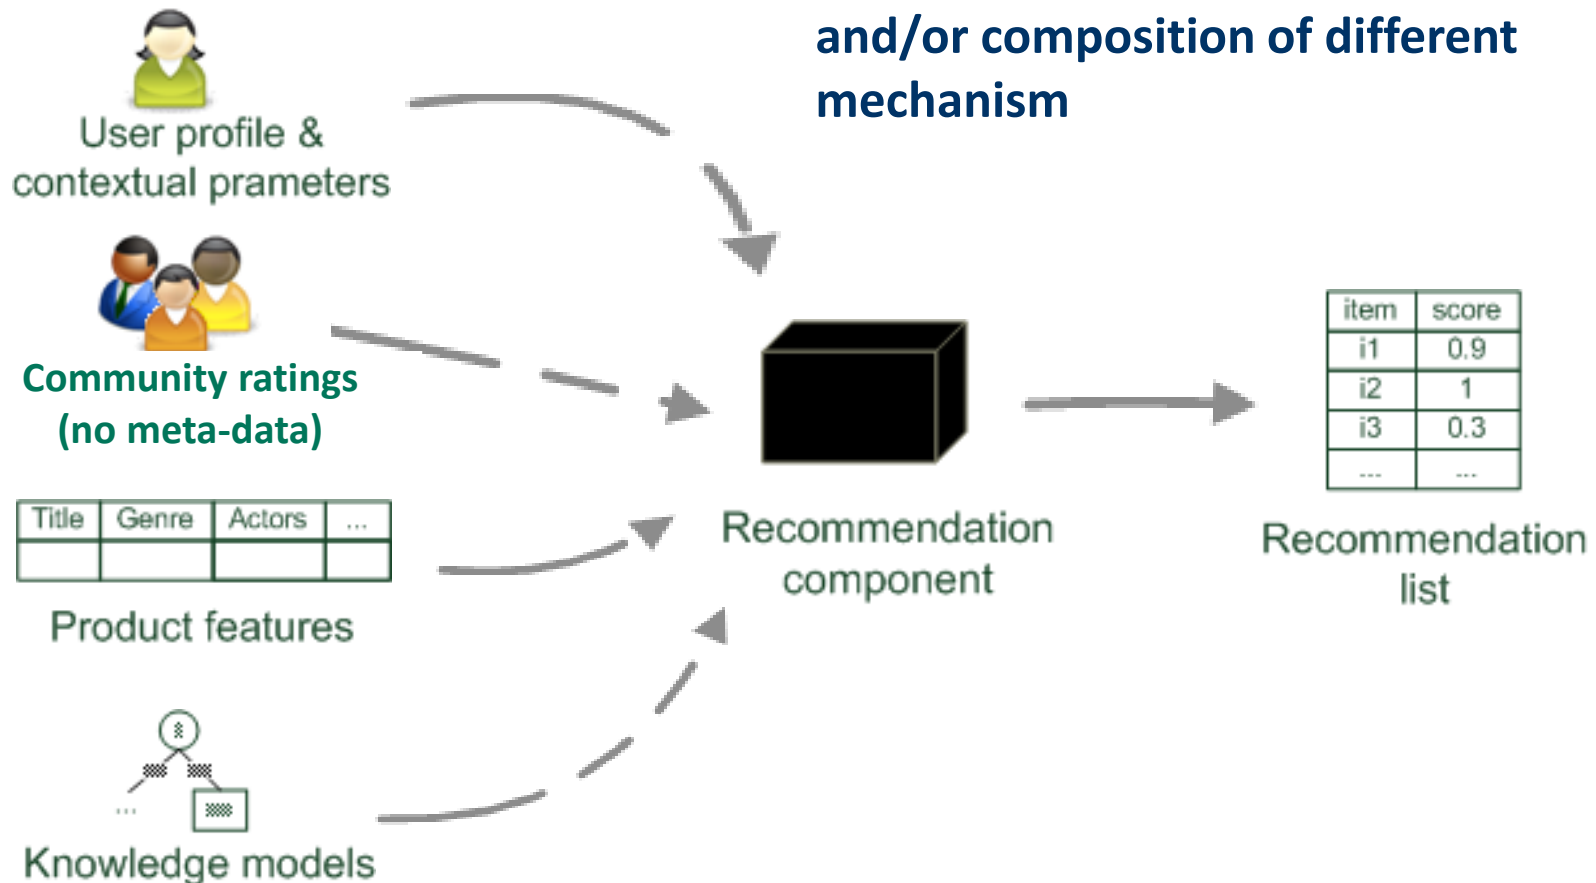 and/or composition of different
mechanism
User profile &
contextual prameters
Community ratings
(no meta-data)
Title Genre Actors ...
Product features
...
Knowledge models
Recommendation
component
item score
i1 0.9
i2 1
i3 0.3
... ...
Recommendation
list